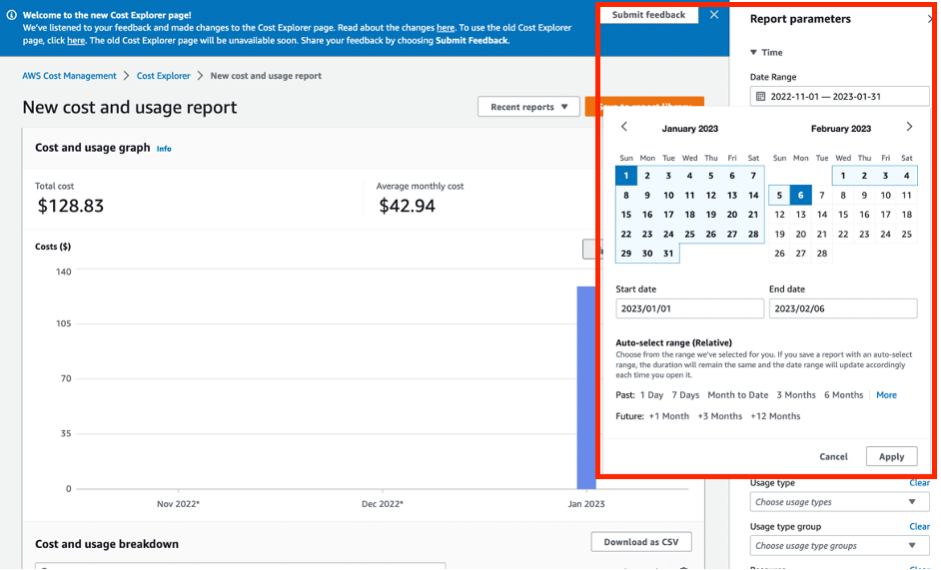 Welcome to the new Cost Explorer page!
We've listened to your feedback and made changes to the Cost Explorer page. Read about the changes here. To use the old Cost Explorer
page, click here. The old Cost Explorer page will be unavailable soon. Share your feedback by choosing Submit Feedback.
Submit feedback
AWS Cost Management > Cost Explorer > New cost and usage report
New cost and usage report
Recent reports
Cost and usage graph Info
Total cost
$128.83
Average monthly cost
$42.94
Costs ($)
140
105
70
35
0
Nov 2022*
Dec 2022*
Jan 2023
Cost and usage breakdown
Download as CSV
Report parameters
Time
Date Range
2022-11-01 — 2023-01-31
January 2023
Sun Mon Tue Wed Thu Fri Sat
1 2 3 4 5 6 7
8 9 10 11 12 13 14
15 16 17 18 19 20 21
22 23 24 25 26 27 28
29 30 31
February 2023
Sun Mon Tue Wed Thu Fri Sat
1 2 3 4
5 6 7 8 9 10 11
12 13 14 15 16 17 18
19 20 21 22 23 24 25
26 27 28
Start date
2023/01/01
End date
2023/02/06
Auto-select range (Relative)
Choose from the range we've selected for you. If you save a report with an auto-select
range, the duration will remain the same and the date range will update accordingly
each time you open it.
Past: 1 Day 7 Days Month to Date 3 Months 6 Months More
Future: +1 Month +3 Months +12 Months
Cancel
Apply
Usage type
Clear
Choose usage types
Usage type group
Clear
Choose usage type groups